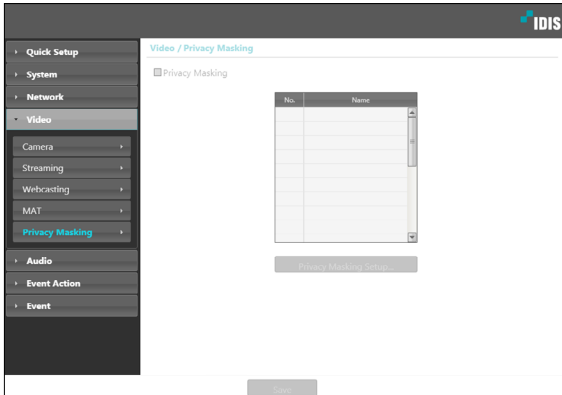 IDIS
Quick Setup
System
Network
Video
Camera
Streaming
Webcasting
MAT
Privacy Masking
Audio
Event Action
Event
Video / Privacy Masking
Privacy Masking
No. Name
Privacy Masking Setup...
Save